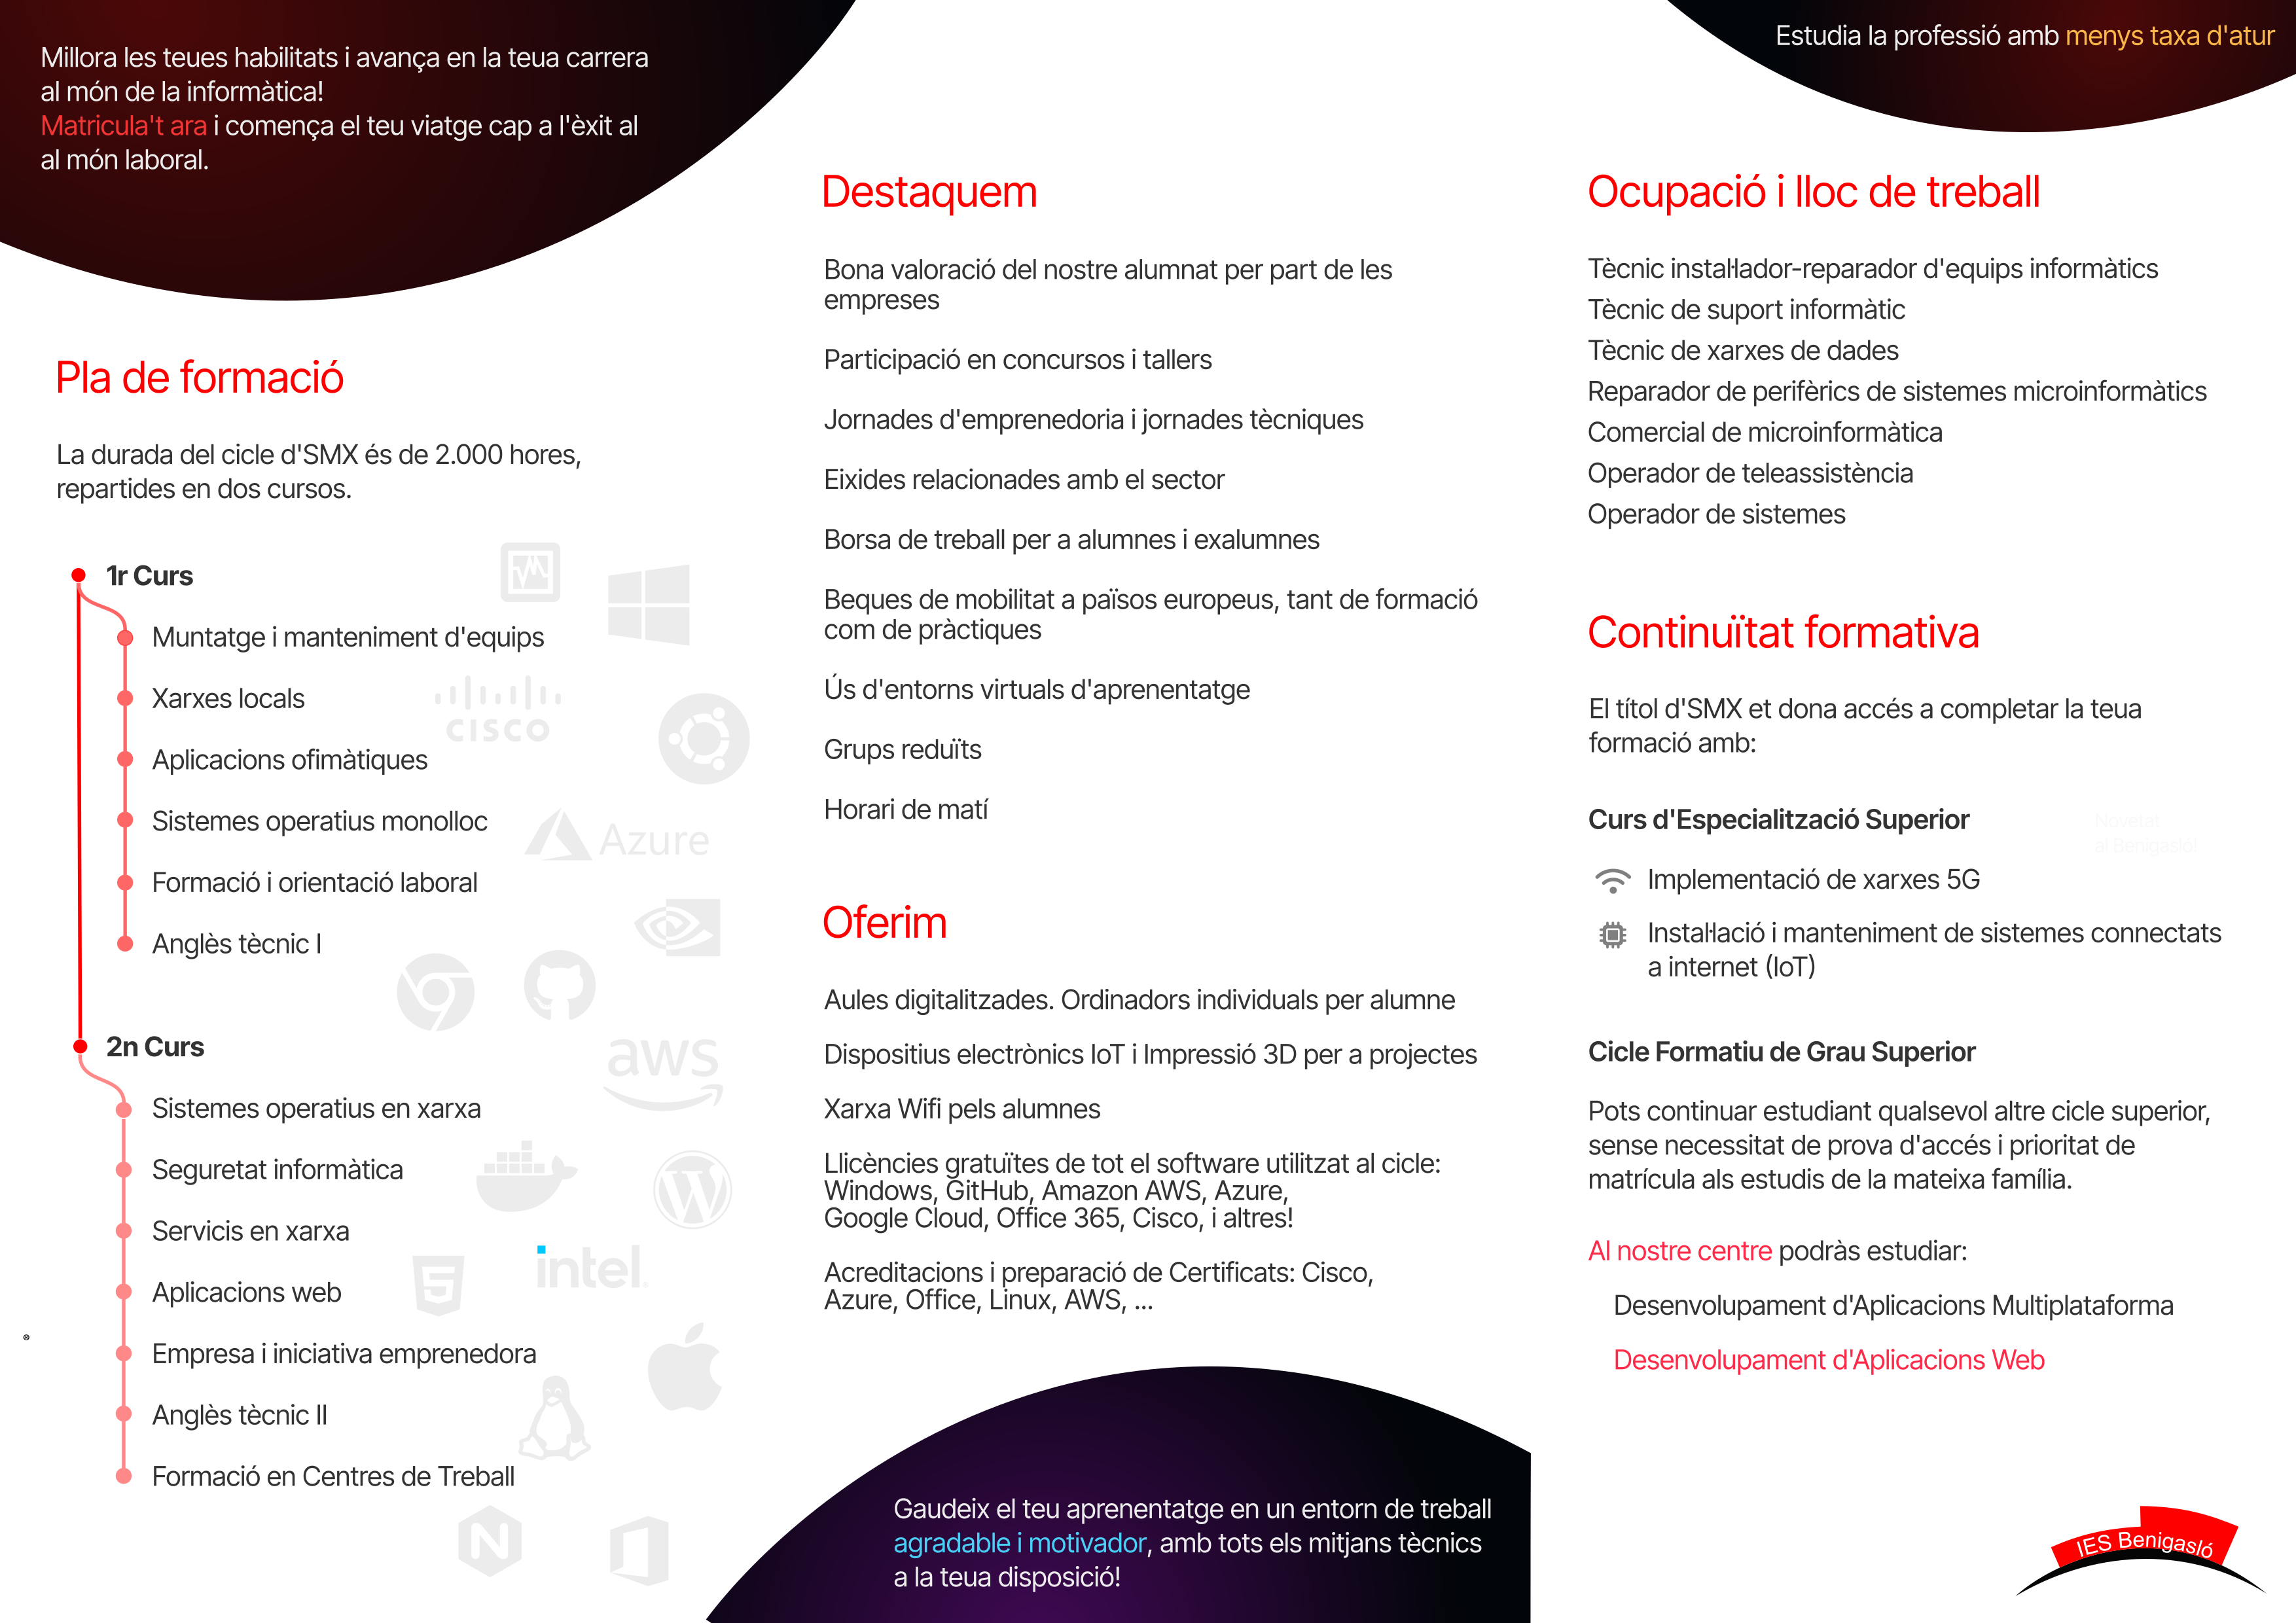 Millora les teues habilitats i avança en la teua carrera
al món de la informàtica!
Matricula't ara i comença el teu viatge cap a l'èxit al
al món laboral.
Pla de formació
La durada del cicle d'SMX és de 2.000 hores,
repartides en dos cursos.
1r Curs
Muntatge i manteniment d'equips
Xarxes locals
Aplicacions ofimàtiques
Sistemes operatius monolloc
Formació i orientació laboral
Anglès tècnic I
2n Curs
Sistemes operatius en xarxa
Seguretat informàtica
Servicis en xarxa
Aplicacions web
Empresa i iniciativa emprenedora
Anglès tècnic II
Formació en Centres de Treball
CISCO
Azure
aws
intel.
®
Destaquem
Bona valoració del nostre alumnat per part de les
empreses
Participació en concursos i tallers
Jornades d'emprenedoria i jornades tècniques
Eixides relacionades amb el sector
Borsa de treball per a alumnes i exalumnes
Beques de mobilitat a països europeus, tant de formació
com de pràctiques
Ús d'entorns virtuals d'aprenentatge
Grups reduïts
Horari de matí
Oferim
Aules digitalitzades. Ordinadors individuals per alumne
Dispositius electrònics IoT i Impressió 3D per a projectes
Xarxa Wifi pels alumnes
Llicències gratuïtes de tot el software utilitzat al cicle:
Windows, GitHub, Amazon AWS, Azure,
Google Cloud, Office 365, Cisco, i altres!
Acreditacions i preparació de Certificats: Cisco,
Azure, Office, Linux, AWS, ...
Gaudeix el teu aprenentatge en un entorn de treball
agradable i motivador, amb tots els mitjans tècnics
a la teua disposició!
Estudia la professió amb menys taxa d'atur
Ocupació i lloc de treball
Tècnic instal·lador-reparador d'equips informàtics
Tècnic de suport informàtic
Tècnic de xarxes de dades
Reparador de perifèrics de sistemes microinformàtics
Comercial de microinformàtica
Operador de teleassistència
Operador de sistemes
Continuïtat formativa
El títol d'SMX et dona accés a completar la teua
formació amb:
Curs d'Especialització Superior
Novetat
al Benigasló!
Implementació de xarxes 5G
Instal·lació i manteniment de sistemes connectats
a internet (IoT)
Cicle Formatiu de Grau Superior
Pots continuar estudiant qualsevol altre cicle superior,
sense necessitat de prova d'accés i prioritat de
matrícula als estudis de la mateixa família.
Al nostre centre podràs estudiar:
Desenvolupament d'Aplicacions Multiplataforma
Desenvolupament d'Aplicacions Web
IES Benigasló